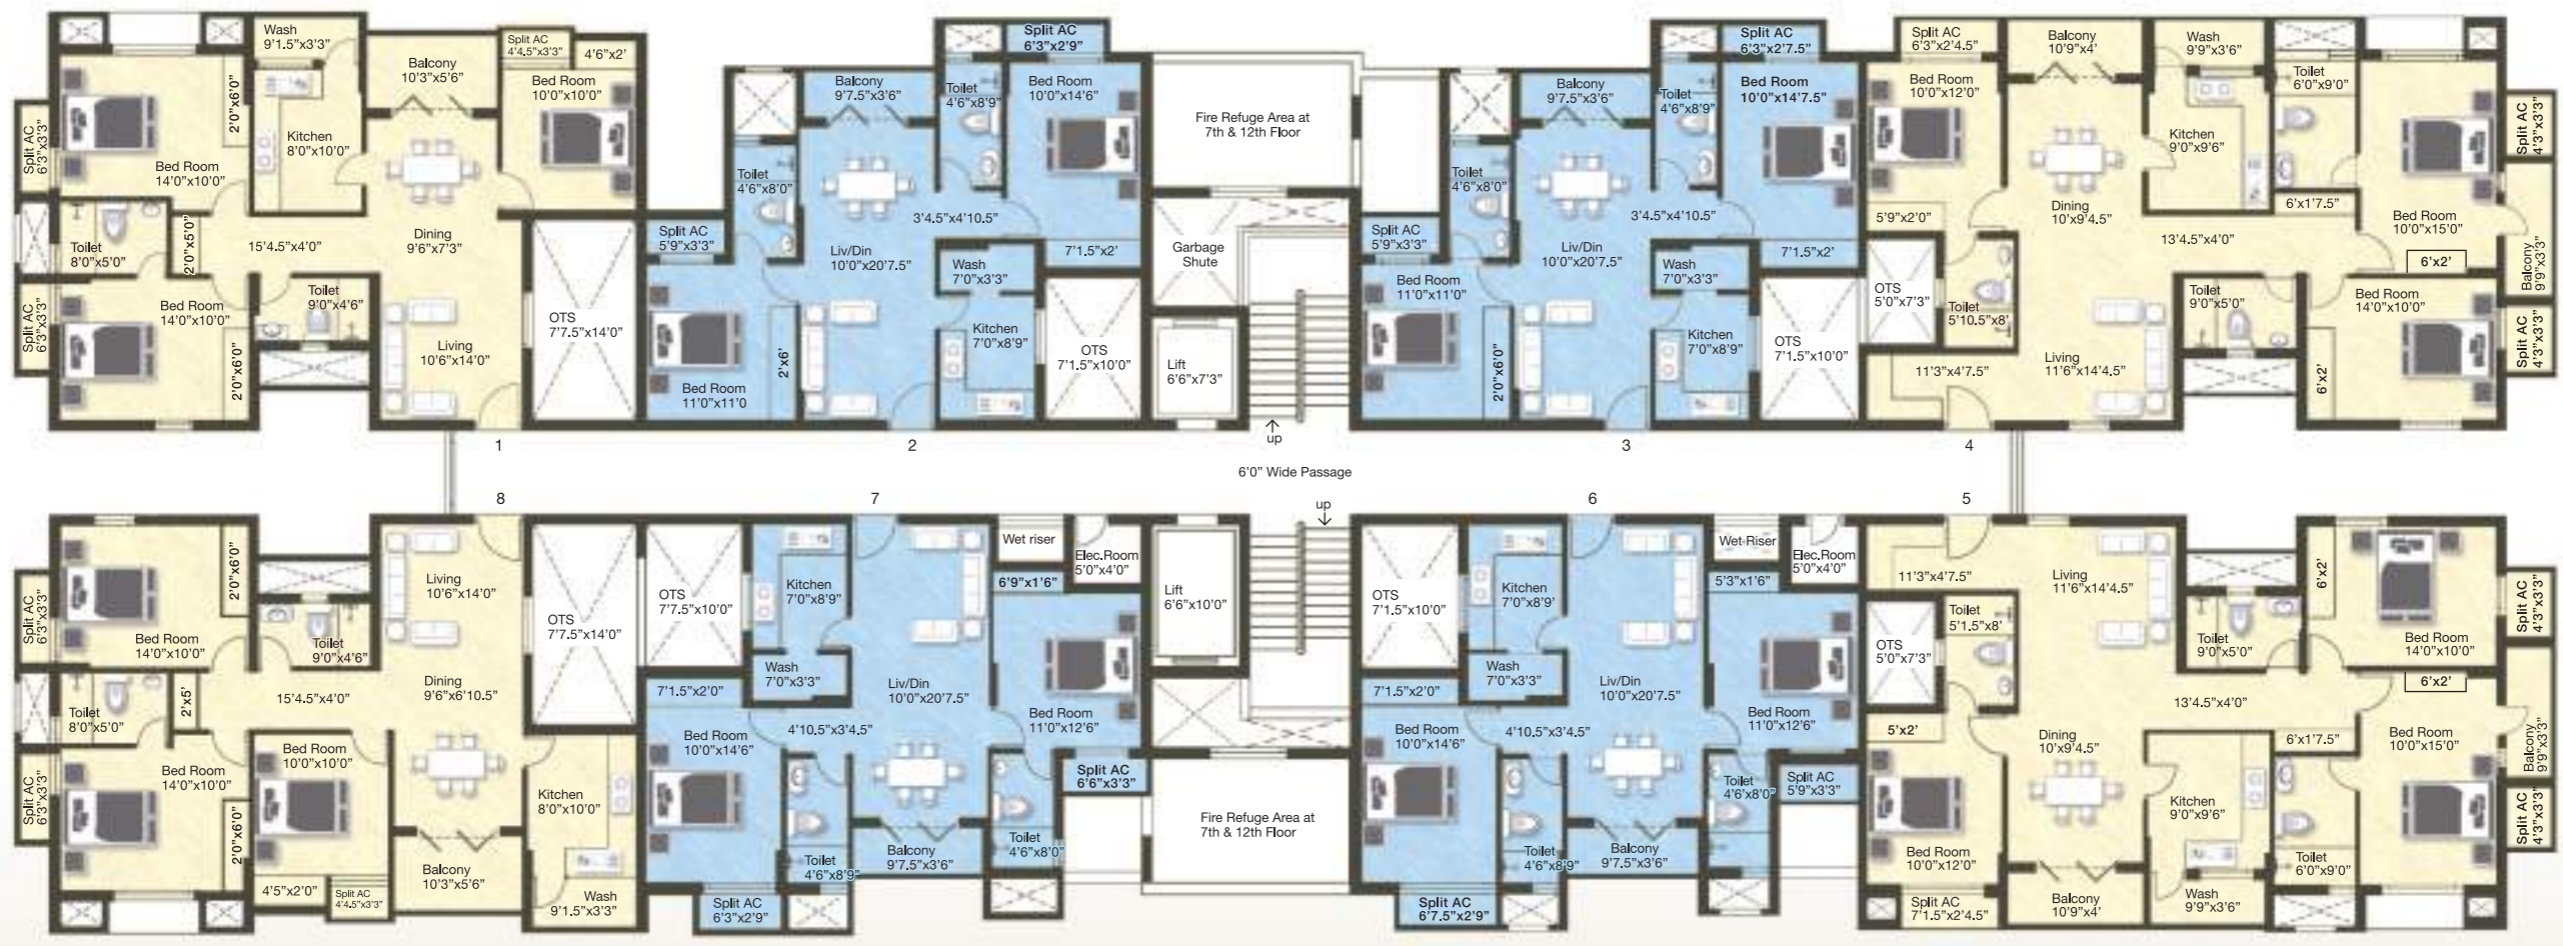 Wash
9'1.5"x3'3"
Balcony
10'3"x5'6"
Split AC
4'4.5"x3'3"
4'6"x2'
Bed Room
10'0"x10'0"
2'0"x6'0"
Kitchen
8'0"x10'0"
Split AC
6'3"x3'3"
Bed Room
14'0"x10'0"
Toilet
8'0"x5'0"
2'0"x5'0"
15'4.5"x4'0"
Dining
9'6"x7'3"
Split AC
6'3"x3'3"
Bed Room
14'0"x10'0"
Toilet
9'0"x4'6"
2'0"x6'0"
Living
10'6"x14'0"
OTS
7'7.5"x14'0"
1
Split AC
6'3"x2'9"
Balcony
9'7.5"x3'6"
Toilet
4'6"x8'9"
Bed Room
10'0"x14'6"
Toilet
4'6"x8'0"
3'4.5"x4'10.5"
Split AC
5'9"x3'3"
Liv/Din
10'0"x20'7.5"
Wash
7'0"x3'3"
7'1.5"x2'
Kitchen
7'0"x8'9"
OTS
7'1.5"x10'0"
2'x6'
Bed Room
11'0"x11'0
2
Fire Refuge Area at
7th & 12th Floor
Garbage
Shute
Lift
6'6"x7'3"
up
Split AC
6'3"x2'7.5"
Balcony
9'7.5"x3'6"
Toilet
4'6"x8'9"
Bed Room
10'0"x14'7.5"
Toilet
4'6"x8'0"
3'4.5"x4'10.5"
Split AC
5'9"x3'3"
Liv/Din
10'0"x20'7.5"
Wash
7'0"x3'3"
7'1.5"x2'
Bed Room
11'0"x11'0"
Kitchen
7'0"x8'9"
OTS
7'1.5"x10'0"
2'0"x6'0"
3
Split AC
6'3"x2'4.5"
Balcony
10'9"x4'
Wash
9'9"x3'6"
Bed Room
10'0"x12'0"
Toilet
6'0"x9'0"
Kitchen
9'0"x9'6"
Split AC
4'3"x3'3"
5'9"x2'0"
Dining
10'x9'4.5"
6'x1'7.5"
Bed Room
10'0"x15'0"
13'4.5"x4'0"
6'x2'
Balcony
9'9"x3'3"
OTS
5'0"x7'3"
Toilet
5'10.5"x8'
Toilet
9'0"x5'0"
Bed Room
14'0"x10'0"
Split AC
4'3"x3'3"
11'3"x4'7.5"
Living
11'6"x14'4.5"
6'x2'
4
6'0" Wide Passage
8
2'0"x6'0"
Split AC
6'3"x3'3"
Bed Room
14'0"x10'0"
Toilet
9'0"x4'6"
Living
10'6"x14'0"
OTS
7'7.5"x14'0"
Toilet
8'0"x5'0"
2'x5'
15'4.5"x4'0"
Dining
9'6"x6'10.5"
Bed Room
14'0"x10'0"
Bed Room
10'0"x10'0"
Split AC
6'3"x3'3"
2'0"x6'0"
Kitchen
8'0"x10'0"
4'5"x2'0"
Split AC
4'4.5"x3'3"
Balcony
10'3"x5'6"
Wash
9'1.5"x3'3"
7
OTS
7'7.5"x10'0"
Kitchen
7'0"x8'9"
Wet riser
Elec.Room
5'0"x4'0"
6'9"x1'6"
Wash
7'0"x3'3"
7'1.5"x2'0"
Liv/Din
10'0"x20'7.5"
Bed Room
11'0"x12'6"
4'10.5"x3'4.5"
Bed Room
10'0"x14'6"
Split AC
6'6"x3'3"
Toilet
4'6"x8'0"
Balcony
9'7.5"x3'6"
Toilet
4'6"x8'9"
Split AC
6'3"x2'9"
Lift
6'6"x10'0"
up
Fire Refuge Area at
7th & 12th Floor
6
OTS
7'1.5"x10'0"
Kitchen
7'0"x8'9'
Wet Riser
Elec.Room
5'0"x4'0"
5'3"x1'6"
Wash
7'0"x3'3"
7'1.5"x2'0"
Liv/Din
10'0"x20'7.5"
Bed Room
11'0"x12'6"
4'10.5"x3'4.5"
Bed Room
10'0"x14'6"
Toilet
4'6"x8'0"
Split AC
5'9"x3'3"
Toilet
4'6"x8'9"
Balcony
9'7.5"x3'6"
Split AC
6'7.5"x2'9"
5
11'3"x4'7.5"
Living
11'6"x14'4.5"
6'x2'
Split AC
4'3"x3'3"
OTS
5'0"x7'3"
Toilet
5'1.5"x8'
Toilet
9'0"x5'0"
Bed Room
14'0"x10'0"
6'x2'
13'4.5"x4'0"
5'x2'
Dining
10'x9'4.5"
6'x1'7.5"
Bed Room
10'0"x15'0"
Balcony
9'9"x3'3"
Kitchen
9'0"x9'6"
Split AC
4'3"x3'3"
Bed Room
10'0"x12'0"
Toilet
6'0"x9'0"
Split AC
7'1.5"x2'4.5"
Balcony
10'9"x4'
Wash
9'9"x3'6"